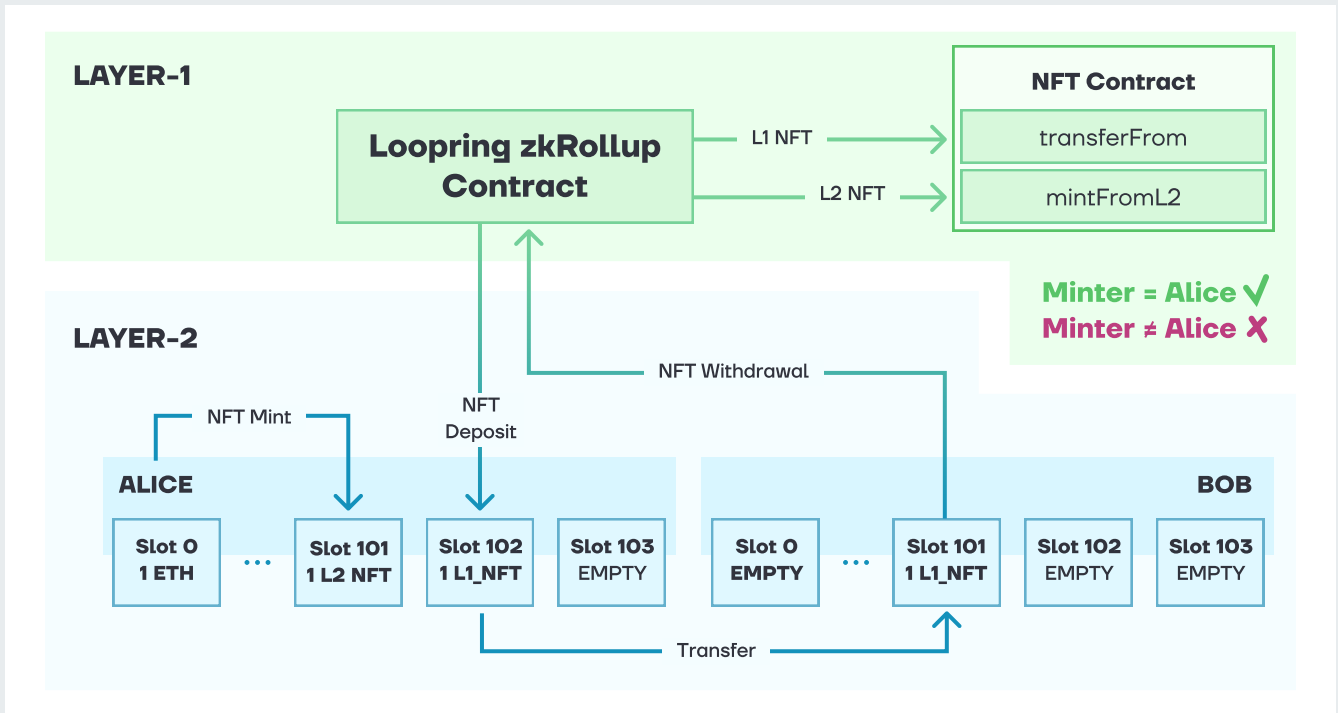 LAYER-1
Loopring zkRollup
Contract
L1 NFT
L2 NFT
NFT Contract
transferFrom
mintFromL2
Minter = Alice ✓
Minter ≠ Alice ✗
LAYER-2
NFT Mint
NFT
Deposit
NFT Withdrawal
ALICE
Slot 0
1 ETH
...
Slot 101
1 L2 NFT
Slot 102
1 L1_NFT
Slot 103
EMPTY
BOB
Slot 0
EMPTY
...
Slot 101
1 L1_NFT
Slot 102
EMPTY
Slot 103
EMPTY
Transfer